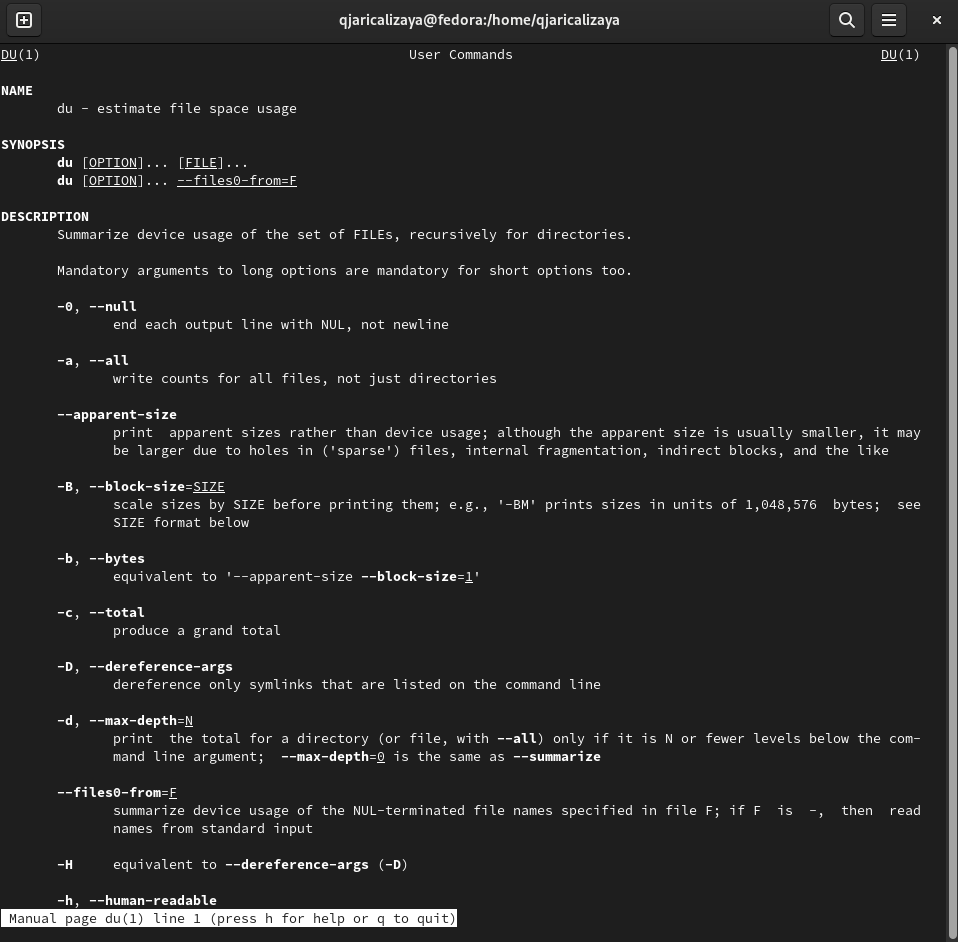 qjaricalizaya@fedora:/home/qjaricalizaya
DU(1) User Commands DU(1)
NAME
du - estimate file space usage
SYNOPSIS
du [OPTION]... [FILE]...
du [OPTION]... --files0-from=F
DESCRIPTION
Summarize device usage of the set of FILEs, recursively for directories.
Mandatory arguments to long options are mandatory for short options too.
-0, --null
end each output line with NUL, not newline
-a, --all
write counts for all files, not just directories
--apparent-size
print  apparent sizes rather than device usage; although the apparent size is usually smaller, it may
be larger due to holes in ('sparse') files, internal fragmentation, indirect blocks, and the like
-B, --block-size=SIZE
scale sizes by SIZE before printing them; e.g., '-BM' prints sizes in units of 1,048,576  bytes;  see
SIZE format below
-b, --bytes
equivalent to '--apparent-size --block-size=1'
-c, --total
produce a grand total
-D, --dereference-args
dereference only symlinks that are listed on the command line
-d, --max-depth=N
print  the total for a directory (or file, with --all) only if it is N or fewer levels below the com-
mand line argument;  --max-depth=0 is the same as --summarize
--files0-from=F
summarize device usage of the NUL-terminated file names specified in file F; if F  is  -,  then  read
names from standard input
-H     equivalent to --dereference-args (-D)
-h, --human-readable
Manual page du(1) line 1 (press h for help or q to quit)